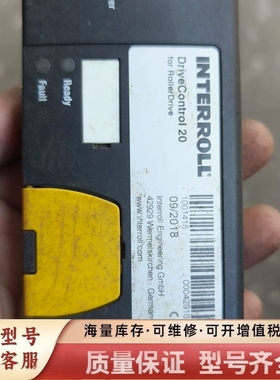 er
Ready
Fault
INTERROLL
DriveControl 20
for RollerDrive
1001415
09/2018
Interroll Engineering GmbH
42929 Wermelskirchen
Germany
www.interroll.com
型号
客服
海量库存·可维修·可开增值税
质量保证 型号齐全